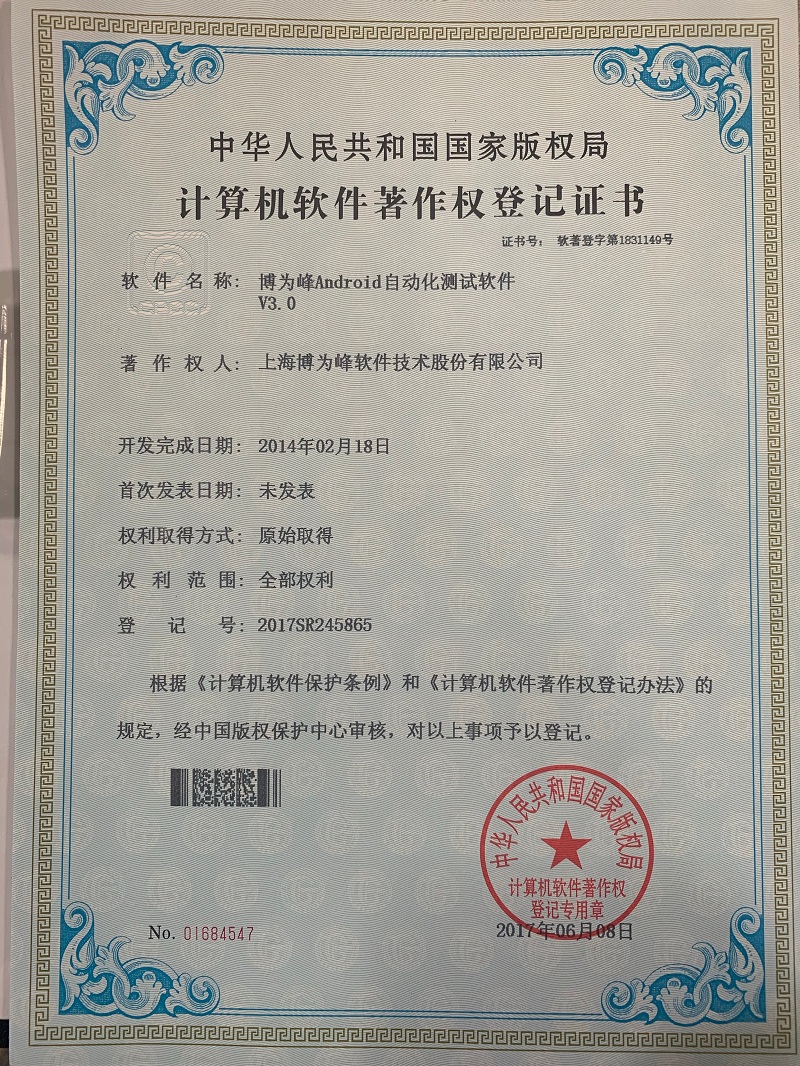 中华人民共和国国家版权局
计算机软件著作权登记证书
证书号： 软著登字第1831149号
软件名称： 博为峰Android自动化测试软件
V3.0
著作权人： 上海博为峰软件技术股份有限公司
开发完成日期： 2014年02月18日
首次发表日期： 未发表
权利取得方式： 原始取得
权利范围： 全部权利
登记号： 2017SR245865
根据《计算机软件保护条例》和《计算机软件著作权登记办法》的
规定，经中国版权保护中心审核，对以上事项予以登记。
中华人民共和国国家版权局
计算机软件著作权
登记专用章
No. 01684547
2017年06月08日